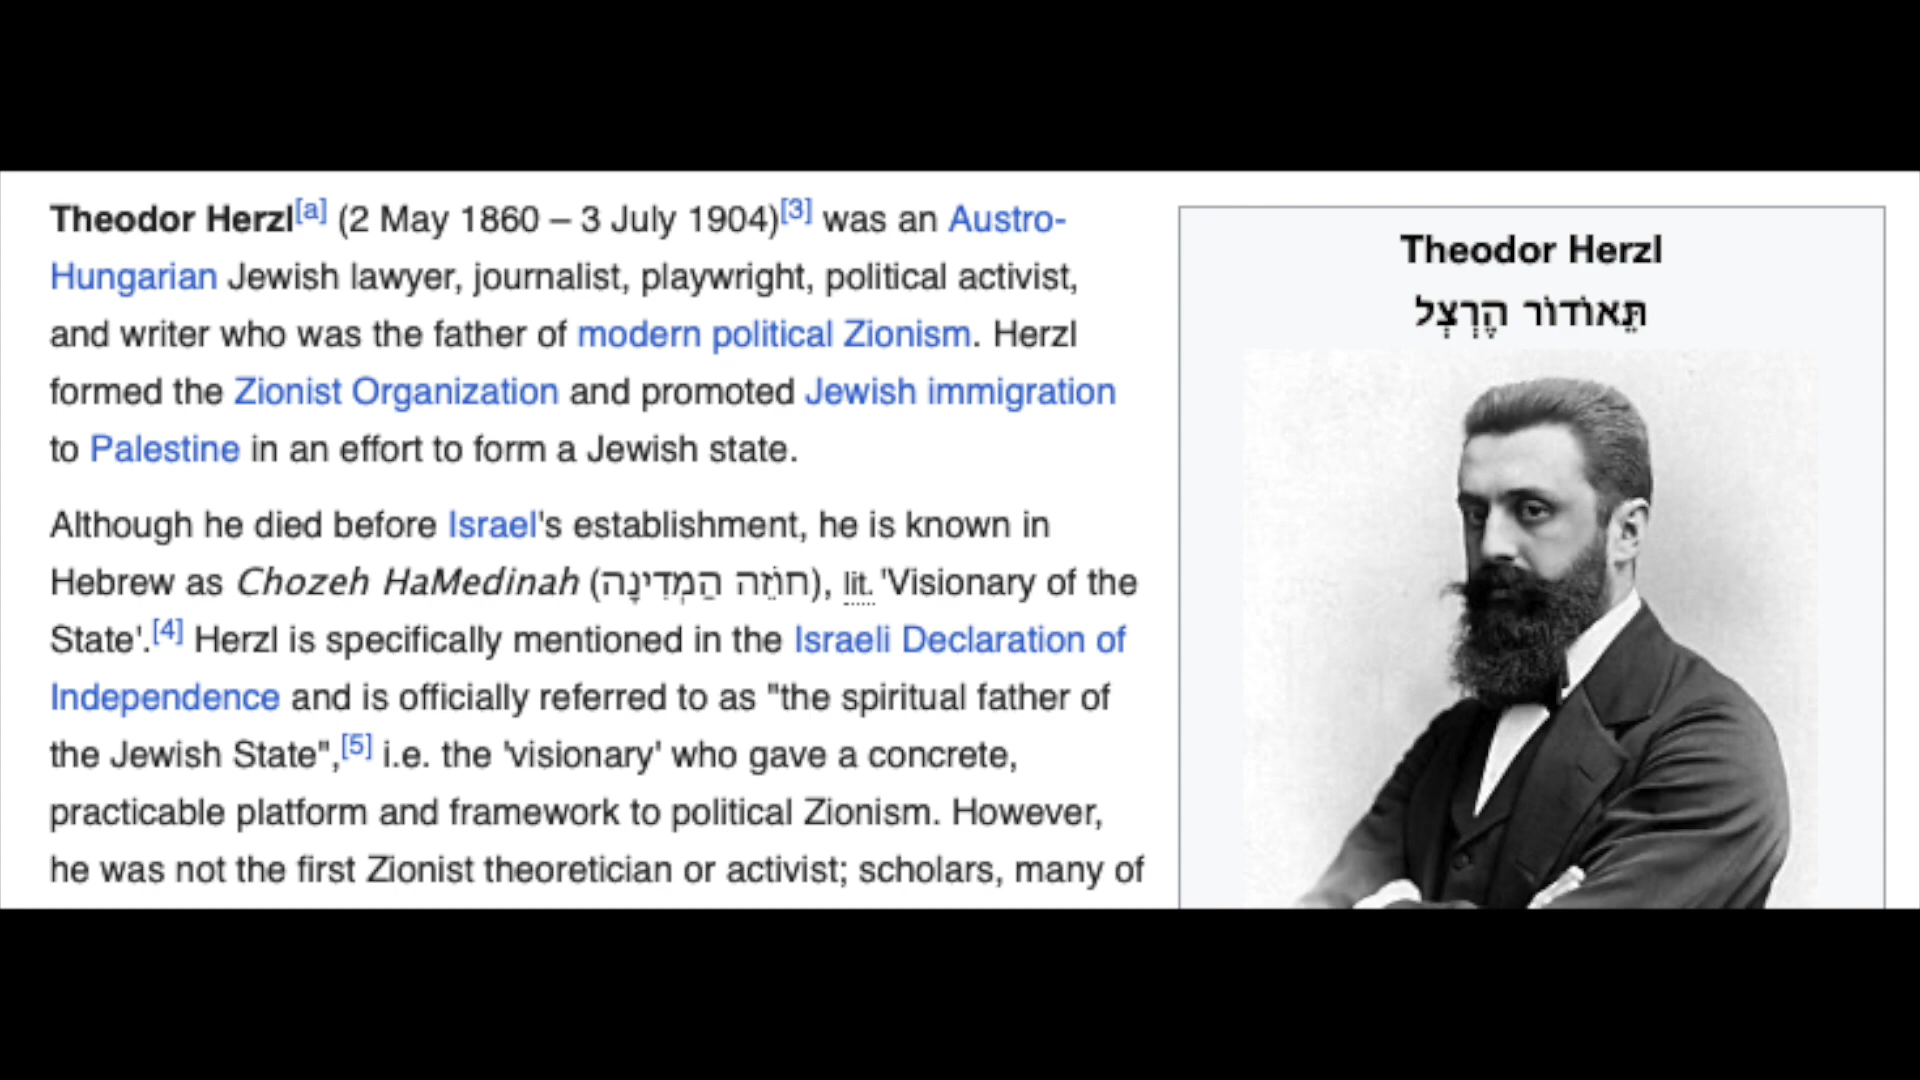 Theodor Herzl[a] (2 May 1860 – 3 July 1904)[3] was an Austro-
Hungarian Jewish lawyer, journalist, playwright, political activist,
and writer who was the father of modern political Zionism. Herzl
formed the Zionist Organization and promoted Jewish immigration
to Palestine in an effort to form a Jewish state.
Although he died before Israel's establishment, he is known in
Hebrew as Chozeh HaMedinah (חוֹזֵה הַמְדִינָה), lit. 'Visionary of the
State'.[4] Herzl is specifically mentioned in the Israeli Declaration of
Independence and is officially referred to as "the spiritual father of
the Jewish State",[5] i.e. the 'visionary' who gave a concrete,
practicable platform and framework to political Zionism. However,
he was not the first Zionist theoretician or activist; scholars, many of
Theodor Herzl
תֵּאוֹדוֹר הֶרְצְל